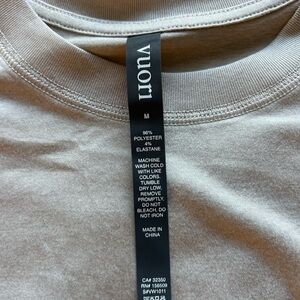 vuori
M
96%
POLYESTER
4%
ELASTANE
MACHINE
WASH COLD
WITH LIKE
COLORS.
TUMBLE
DRY LOW,
REMOVE
PROMPTLY.
DO NOT
BLEACH, DO
NOT IRON
MADE IN
CHINA
CA# 32350
RN# 156509
S#VW1011